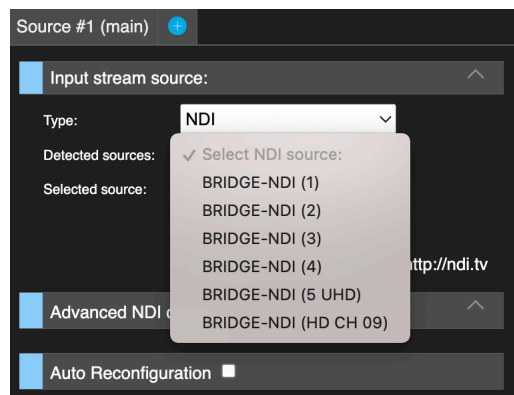 Source #1 (main)
Input stream source:
Type: NDI
Detected sources: ✓ Select NDI source:
Selected source: BRIDGE-NDI (1)
BRIDGE-NDI (2)
BRIDGE-NDI (3)
BRIDGE-NDI (4)
http://ndi.tv
BRIDGE-NDI (5 UHD)
Advanced NDI
BRIDGE-NDI (HD CH 09)
Auto Reconfiguration